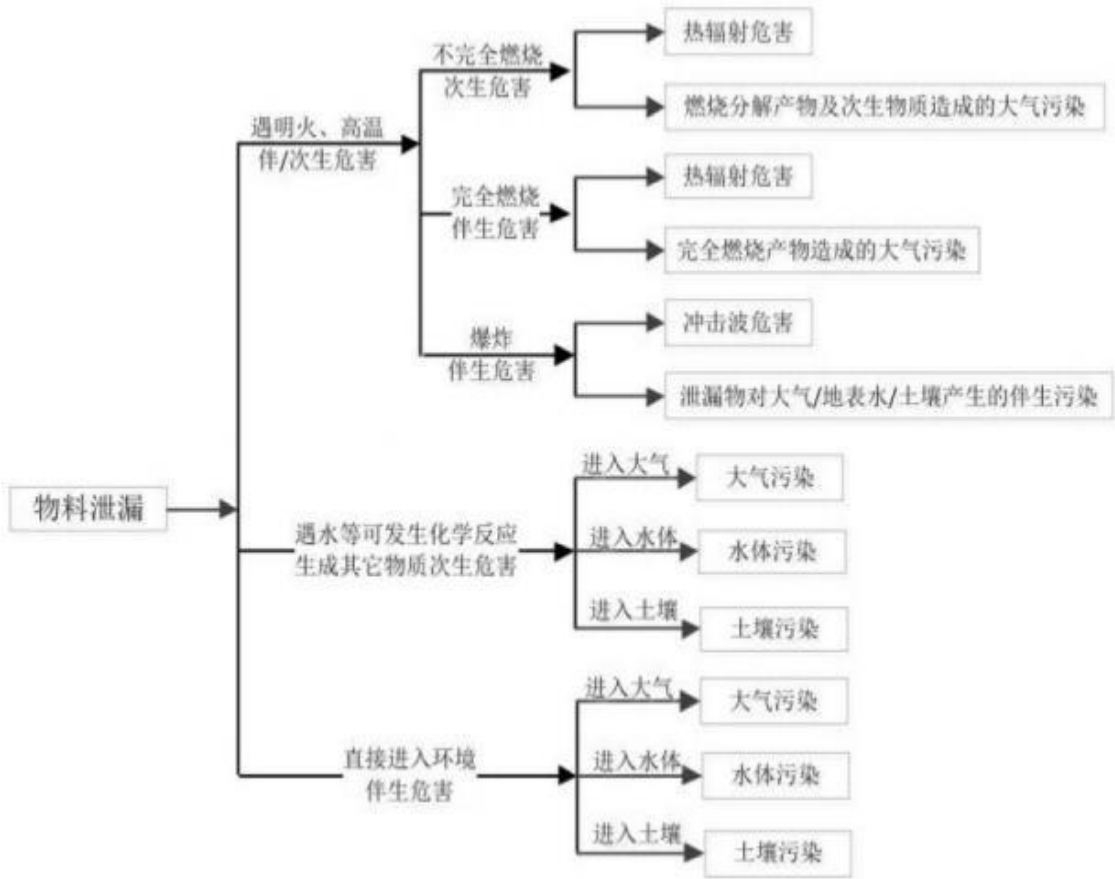 热辐射危害
不完全燃烧
次生危害
燃烧分解产物及次生物质造成的大气污染
遇明火、高温
伴/次生危害
热辐射危害
完全燃烧
伴生危害
完全燃烧产物造成的大气污染
冲击波危害
爆炸
伴生危害
泄漏物对大气/地表水/土壤产生的伴生污染
物料泄漏
进入大气
大气污染
遇水等可发生化学反应
生成其它物质次生危害
进入水体
水体污染
进入土壤
土壤污染
进入大气
大气污染
直接进入环境
伴生危害
进入水体
水体污染
进入土壤
土壤污染